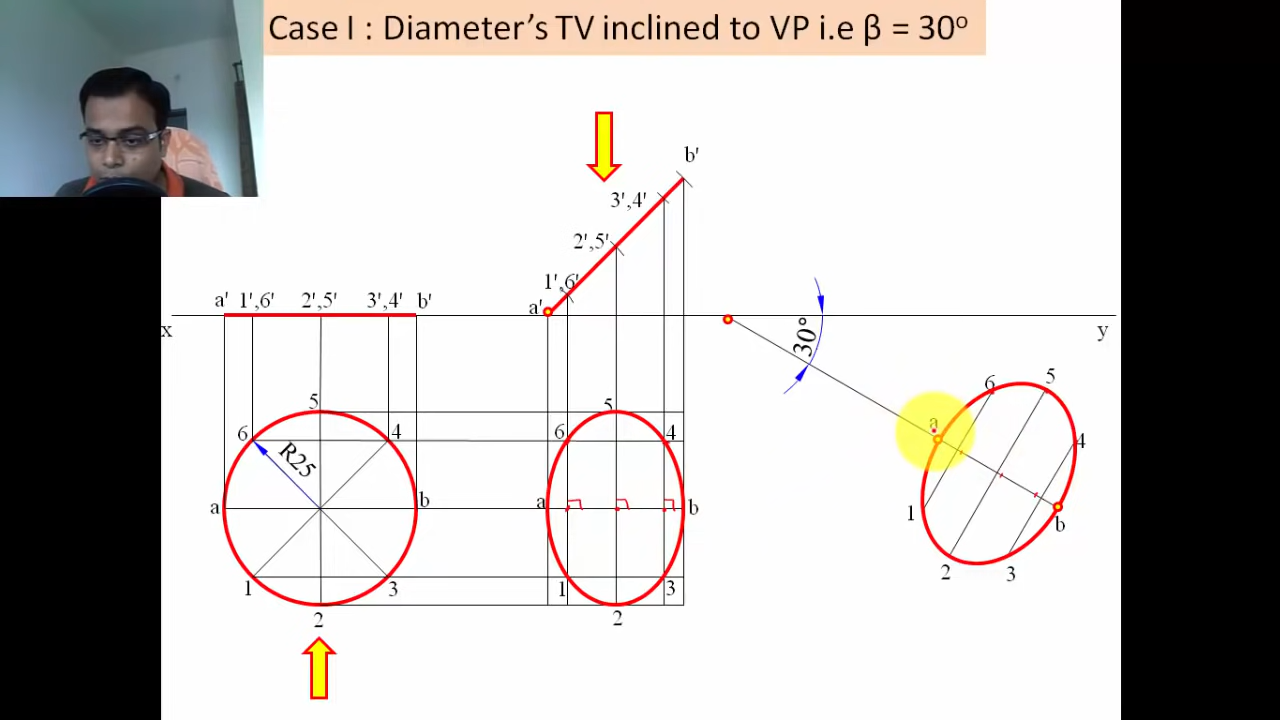 Case I : Diameter's TV inclined to VP i.e β = 30º
b'
3',4'
2',5'
1',6'
a'
a' 1',6' 2',5' 3',4' b'
x
y
30°
5
6
4
R25
a
b
1
3
2
5
6
4
a
b
1
3
2
6
5
a
4
1
b
2
3